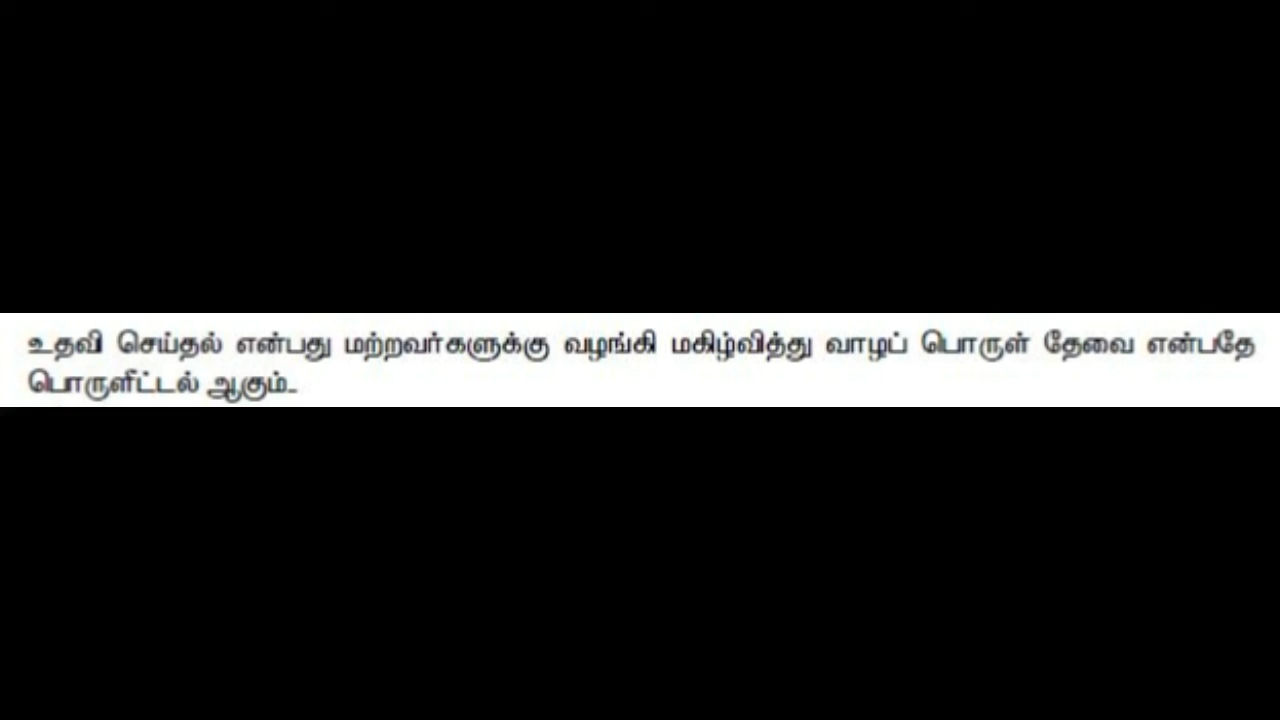 உதவி செய்தல் என்பது மற்றவர்களுக்கு வழங்கி மகிழ்வித்து வாழப் பொருள் தேவை என்பதே
பொருளீட்டல் ஆகும்.